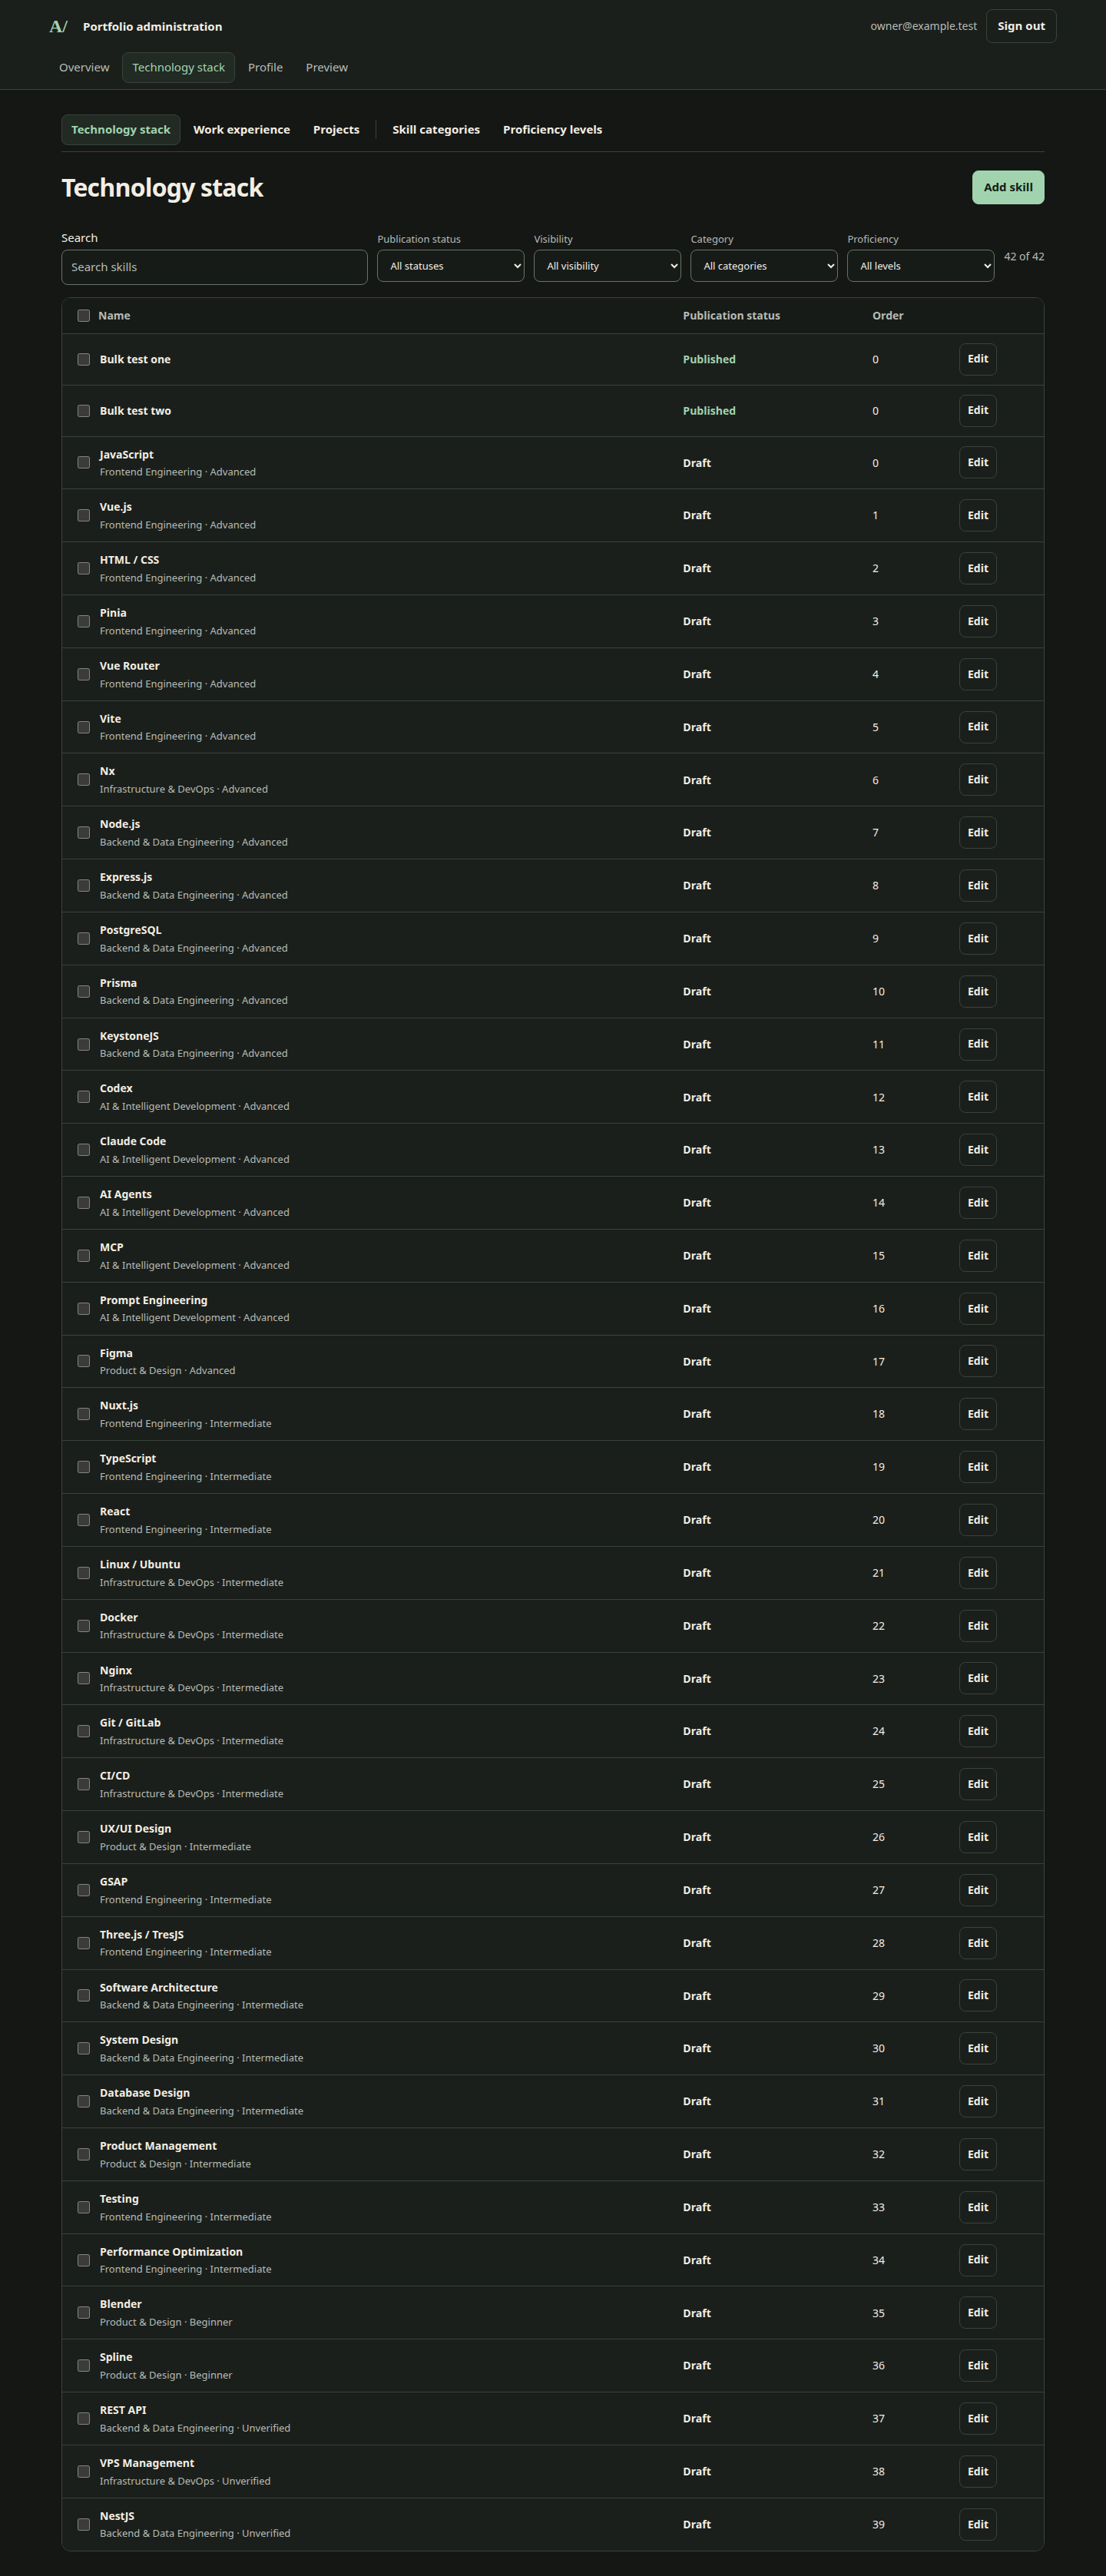 A/ Portfolio administration owner@example.test Sign out
Overview Technology stack Profile Preview
Technology stack Work experience Projects Skill categories Proficiency levels
Technology stack Add skill
Search Publication status Visibility Category Proficiency
Search skills All statuses All visibility All categories All levels 42 of 42
Name Publication status Order
Bulk test one Published 0 Edit
Bulk test two Published 0 Edit
JavaScript
Frontend Engineering · Advanced Draft 0 Edit
Vue.js
Frontend Engineering · Advanced Draft 1 Edit
HTML / CSS
Frontend Engineering · Advanced Draft 2 Edit
Pinia
Frontend Engineering · Advanced Draft 3 Edit
Vue Router
Frontend Engineering · Advanced Draft 4 Edit
Vite
Frontend Engineering · Advanced Draft 5 Edit
Nx
Infrastructure & DevOps · Advanced Draft 6 Edit
Node.js
Backend & Data Engineering · Advanced Draft 7 Edit
Express.js
Backend & Data Engineering · Advanced Draft 8 Edit
PostgreSQL
Backend & Data Engineering · Advanced Draft 9 Edit
Prisma
Backend & Data Engineering · Advanced Draft 10 Edit
KeystoneJS
Backend & Data Engineering · Advanced Draft 11 Edit
Codex
AI & Intelligent Development · Advanced Draft 12 Edit
Claude Code
AI & Intelligent Development · Advanced Draft 13 Edit
AI Agents
AI & Intelligent Development · Advanced Draft 14 Edit
MCP
AI & Intelligent Development · Advanced Draft 15 Edit
Prompt Engineering
AI & Intelligent Development · Advanced Draft 16 Edit
Figma
Product & Design · Advanced Draft 17 Edit
Nuxt.js
Frontend Engineering · Intermediate Draft 18 Edit
TypeScript
Frontend Engineering · Intermediate Draft 19 Edit
React
Frontend Engineering · Intermediate Draft 20 Edit
Linux / Ubuntu
Infrastructure & DevOps · Intermediate Draft 21 Edit
Docker
Infrastructure & DevOps · Intermediate Draft 22 Edit
Nginx
Infrastructure & DevOps · Intermediate Draft 23 Edit
Git / GitLab
Infrastructure & DevOps · Intermediate Draft 24 Edit
CI/CD
Infrastructure & DevOps · Intermediate Draft 25 Edit
UX/UI Design
Product & Design · Intermediate Draft 26 Edit
GSAP
Frontend Engineering · Intermediate Draft 27 Edit
Three.js / TresJS
Frontend Engineering · Intermediate Draft 28 Edit
Software Architecture
Backend & Data Engineering · Intermediate Draft 29 Edit
System Design
Backend & Data Engineering · Intermediate Draft 30 Edit
Database Design
Backend & Data Engineering · Intermediate Draft 31 Edit
Product Management
Product & Design · Intermediate Draft 32 Edit
Testing
Frontend Engineering · Intermediate Draft 33 Edit
Performance Optimization
Frontend Engineering · Intermediate Draft 34 Edit
Blender
Product & Design · Beginner Draft 35 Edit
Spline
Product & Design · Beginner Draft 36 Edit
REST API
Backend & Data Engineering · Unverified Draft 37 Edit
VPS Management
Infrastructure & DevOps · Unverified Draft 38 Edit
NestJS
Backend & Data Engineering · Unverified Draft 39 Edit